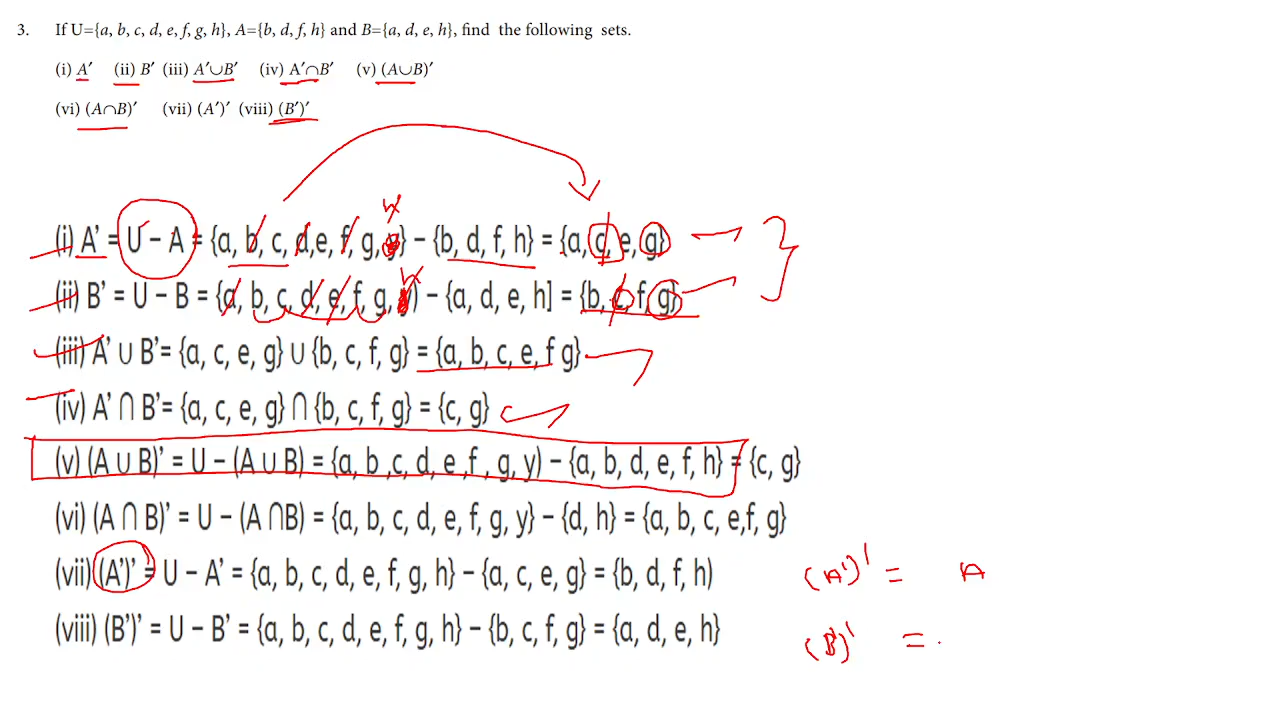 3. If U={a, b, c, d, e, f, g, h}, A={b, d, f, h} and B={a, d, e, h}, find the following sets.
(i) A′ (ii) B′ (iii) A′∪B′ (iv) A′∩B′ (v) (A∪B)′
(vi) (A∩B)′ (vii) (A′)′ (viii) (B′)′
(i) A' = U – A = {a, b, c, d,e, f, g, } – {b, d, f, h} = {a, c, e, g}
(ii) B' = U – B = {a, b, c, d, e, f, g, y) – {a, d, e, h] = {b, c, f, g}
(iii) A' ∪ B'= {a, c, e, g} ∪ {b, c, f, g} = {a, b, c, e, f g}
(iv) A' ∩ B'= {a, c, e, g} ∩ {b, c, f, g} = {c, g}
(v) (A ∪ B)' = U – (A ∪ B) = {a, b ,c, d, e ,f , g, y) – {a, b, d, e, f, h} = {c, g}
(vi) (A ∩ B)' = U – (A ∩B) = {a, b, c, d, e, f, g, y} – {d, h} = {a, b, c, e,f, g}
(vii) (A')' = U – A' = {a, b, c, d, e, f, g, h} – {a, c, e, g} = {b, d, f, h)
(A')' = A
(viii) (B')' = U – B' = {a, b, c, d, e, f, g, h} – {b, c, f, g} = {a, d, e, h}
(B')' =